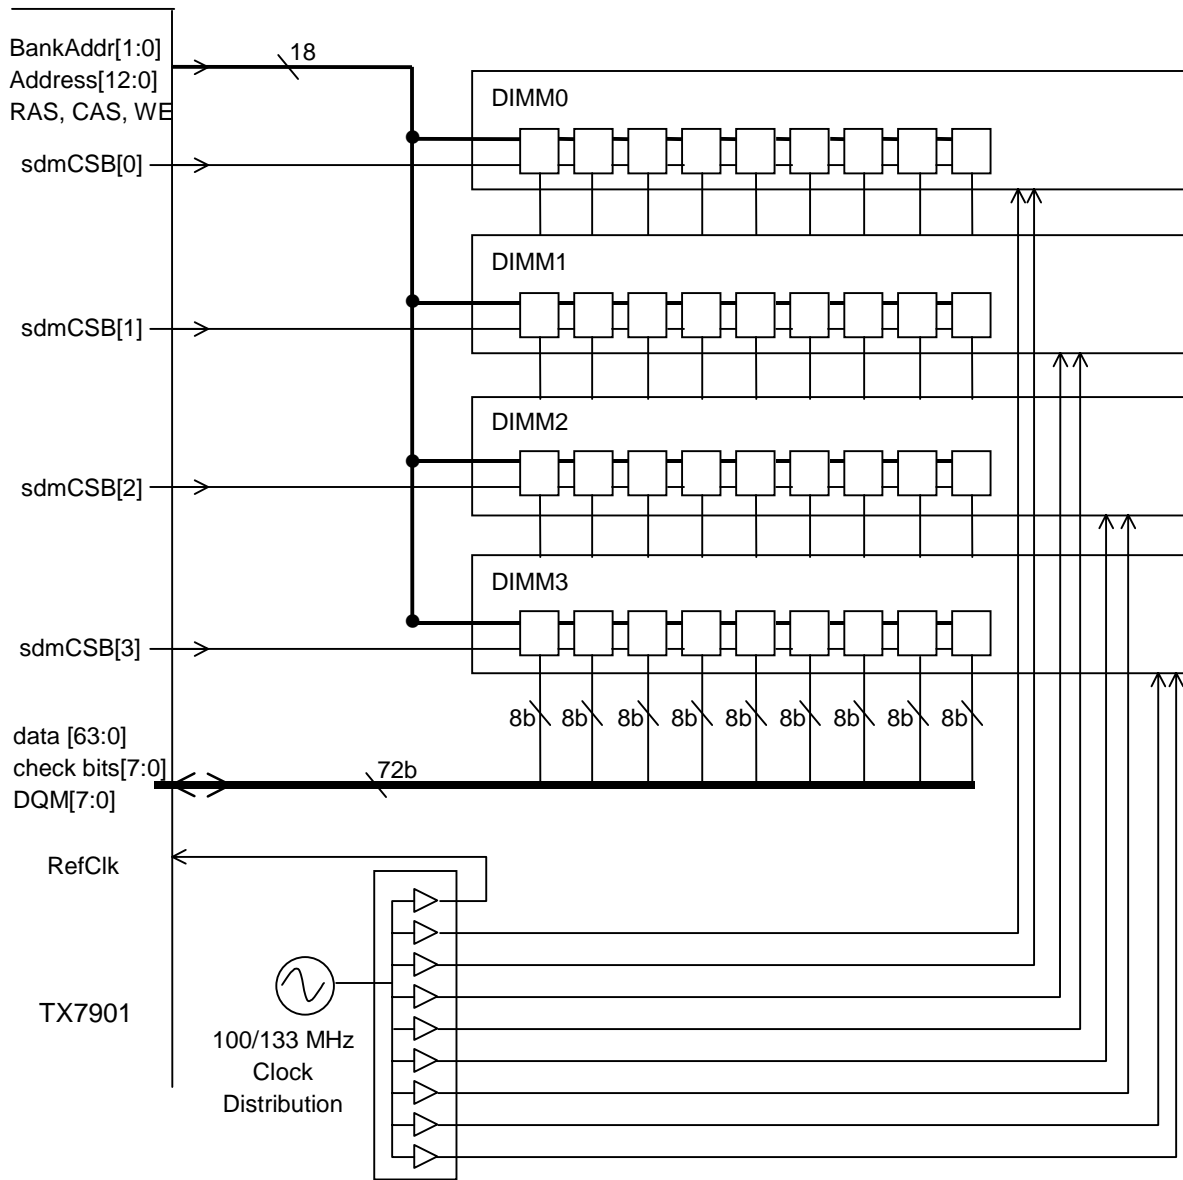 BankAddr[1:0]
Address[12:0]
RAS, CAS, WE
18
DIMM0
sdmCSB[0]
DIMM1
sdmCSB[1]
DIMM2
sdmCSB[2]
DIMM3
sdmCSB[3]
8b 8b 8b 8b 8b 8b 8b 8b 8b
data [63:0]
check bits[7:0]
DQM[7:0]
72b
RefClk
TX7901
100/133 MHz
Clock
Distribution